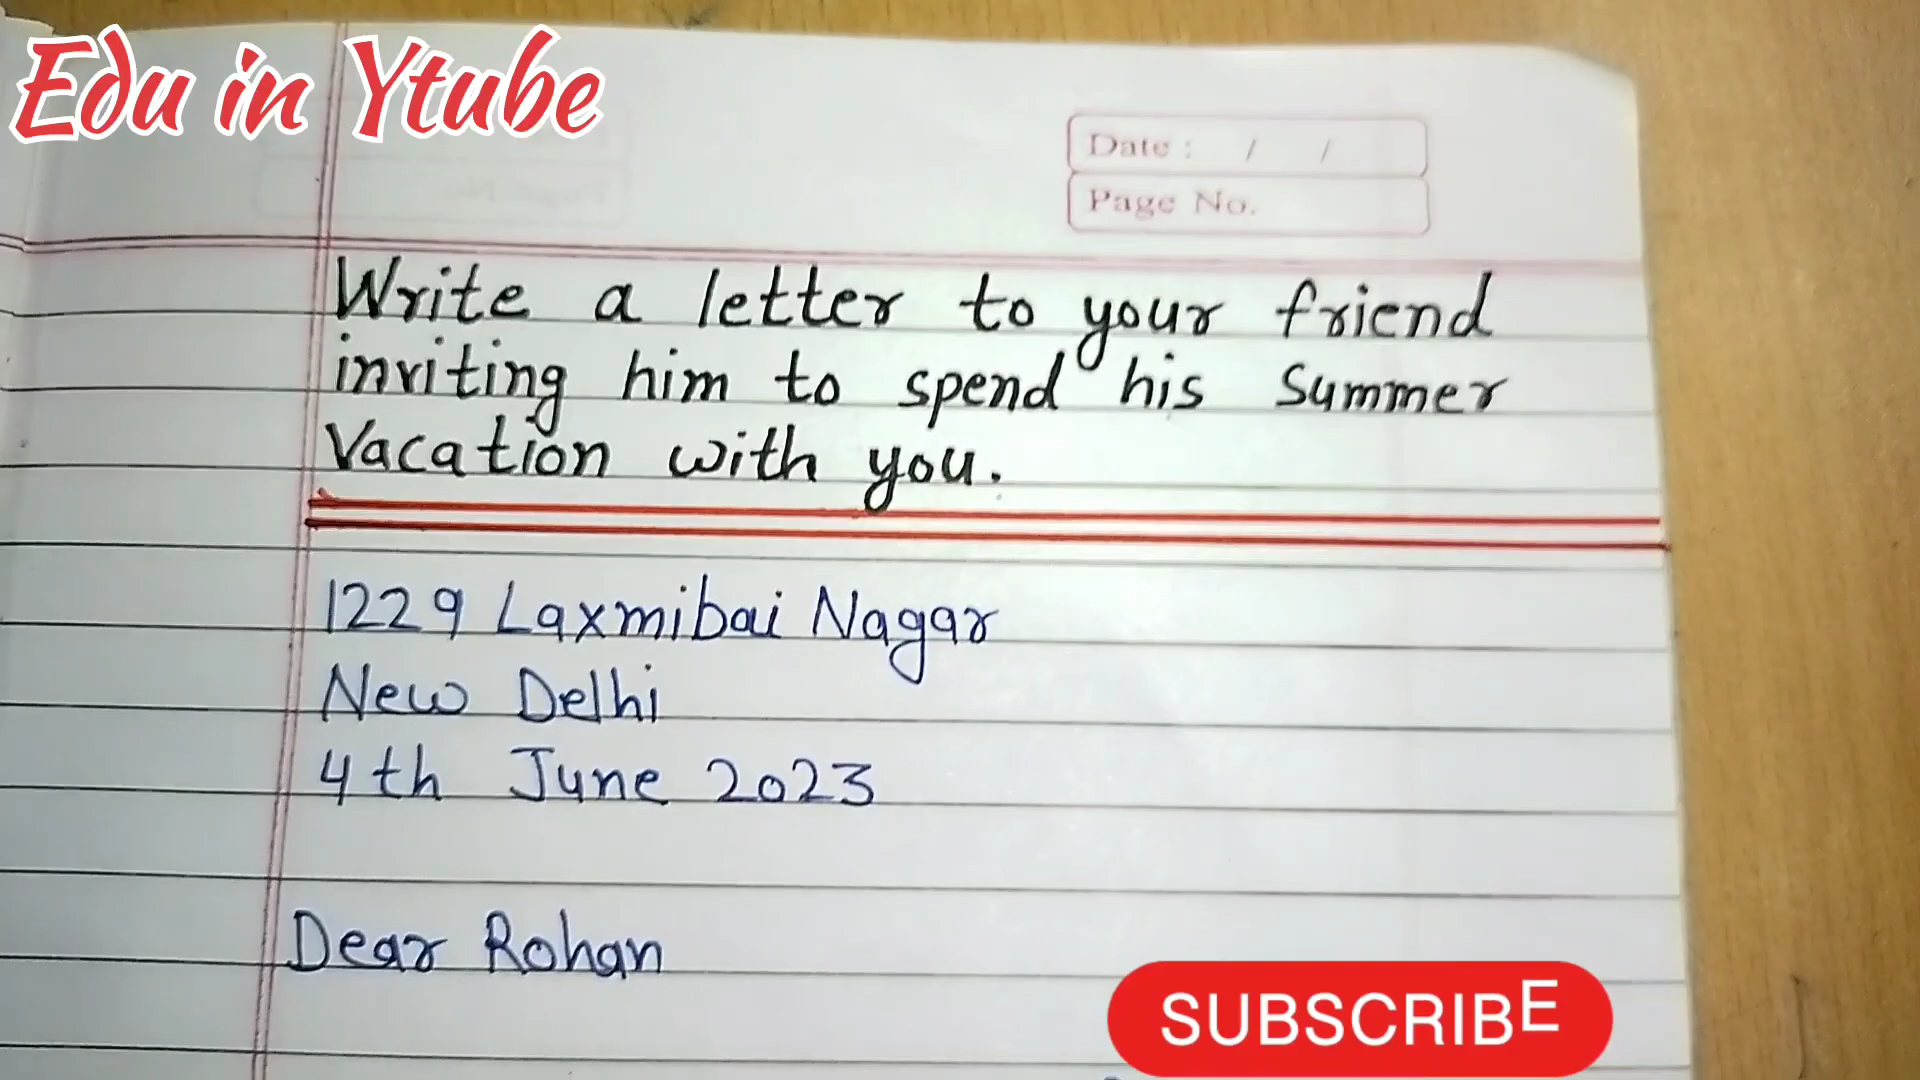 Edu in Ytube
Date : / /
Page No.
Write a letter to your friend
inviting him to spend his Summer
Vacation with you.
1229 Laxmibai Nagar
New Delhi
4th June 2023
Dear Rohan
SUBSCRIBE